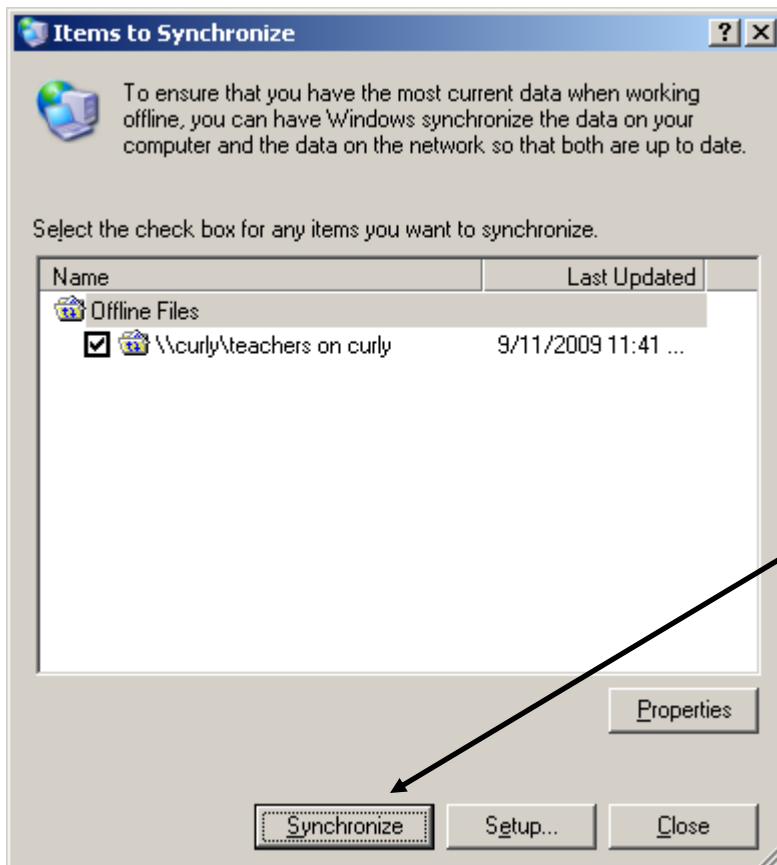 Items to Synchronize
To ensure that you have the most current data when working
offline, you can have Windows synchronize the data on your
computer and the data on the network so that both are up to date.
Select the check box for any items you want to synchronize.
Name Last Updated
Offline Files
\\curly\teachers on curly 9/11/2009 11:41 ...
Properties
Synchronize Setup... Close